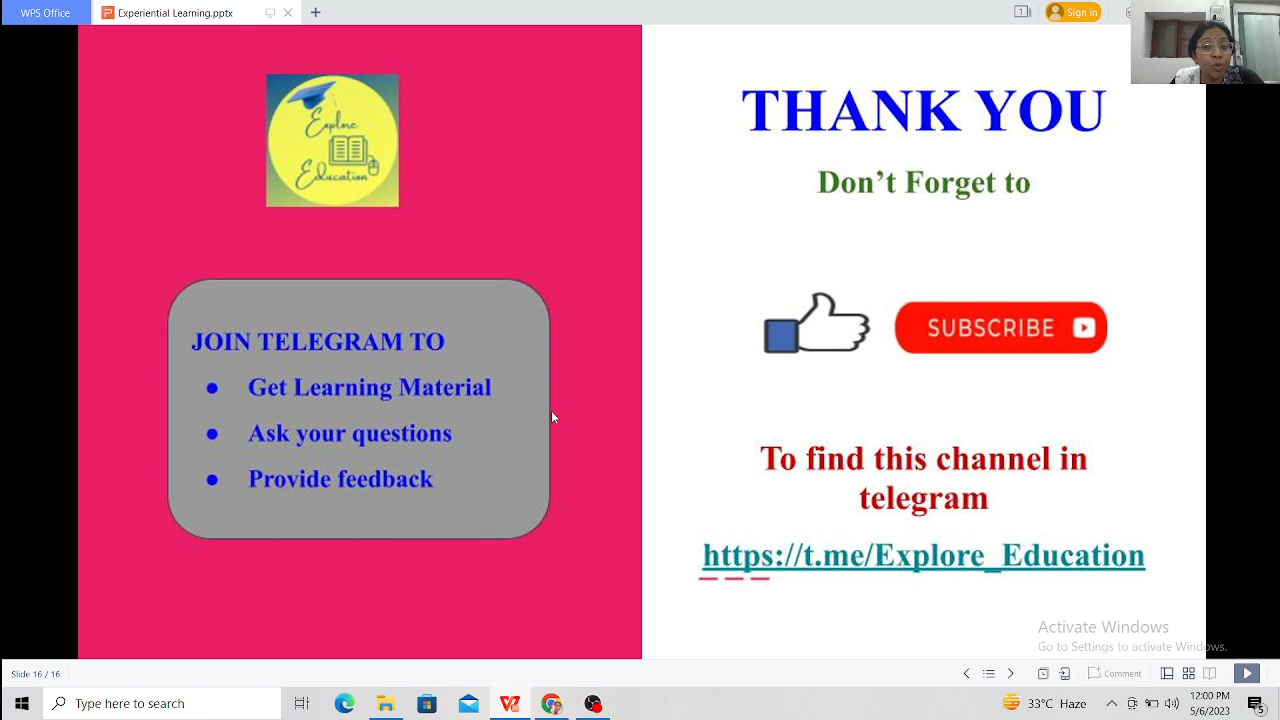 WPS Office
Experiential Learning.pptx
1
Sign in
Explore
Education
JOIN TELEGRAM TO
● Get Learning Material
● Ask your questions
● Provide feedback
THANK YOU
Don’t Forget to
SUBSCRIBE
To find this channel in
telegram
https://t.me/Explore_Education
Activate Windows
Go to Settings to activate Windows.
Slide 16 / 16
Comment
Type here to search
33°C Haze
12:00 PM
5/6/2023